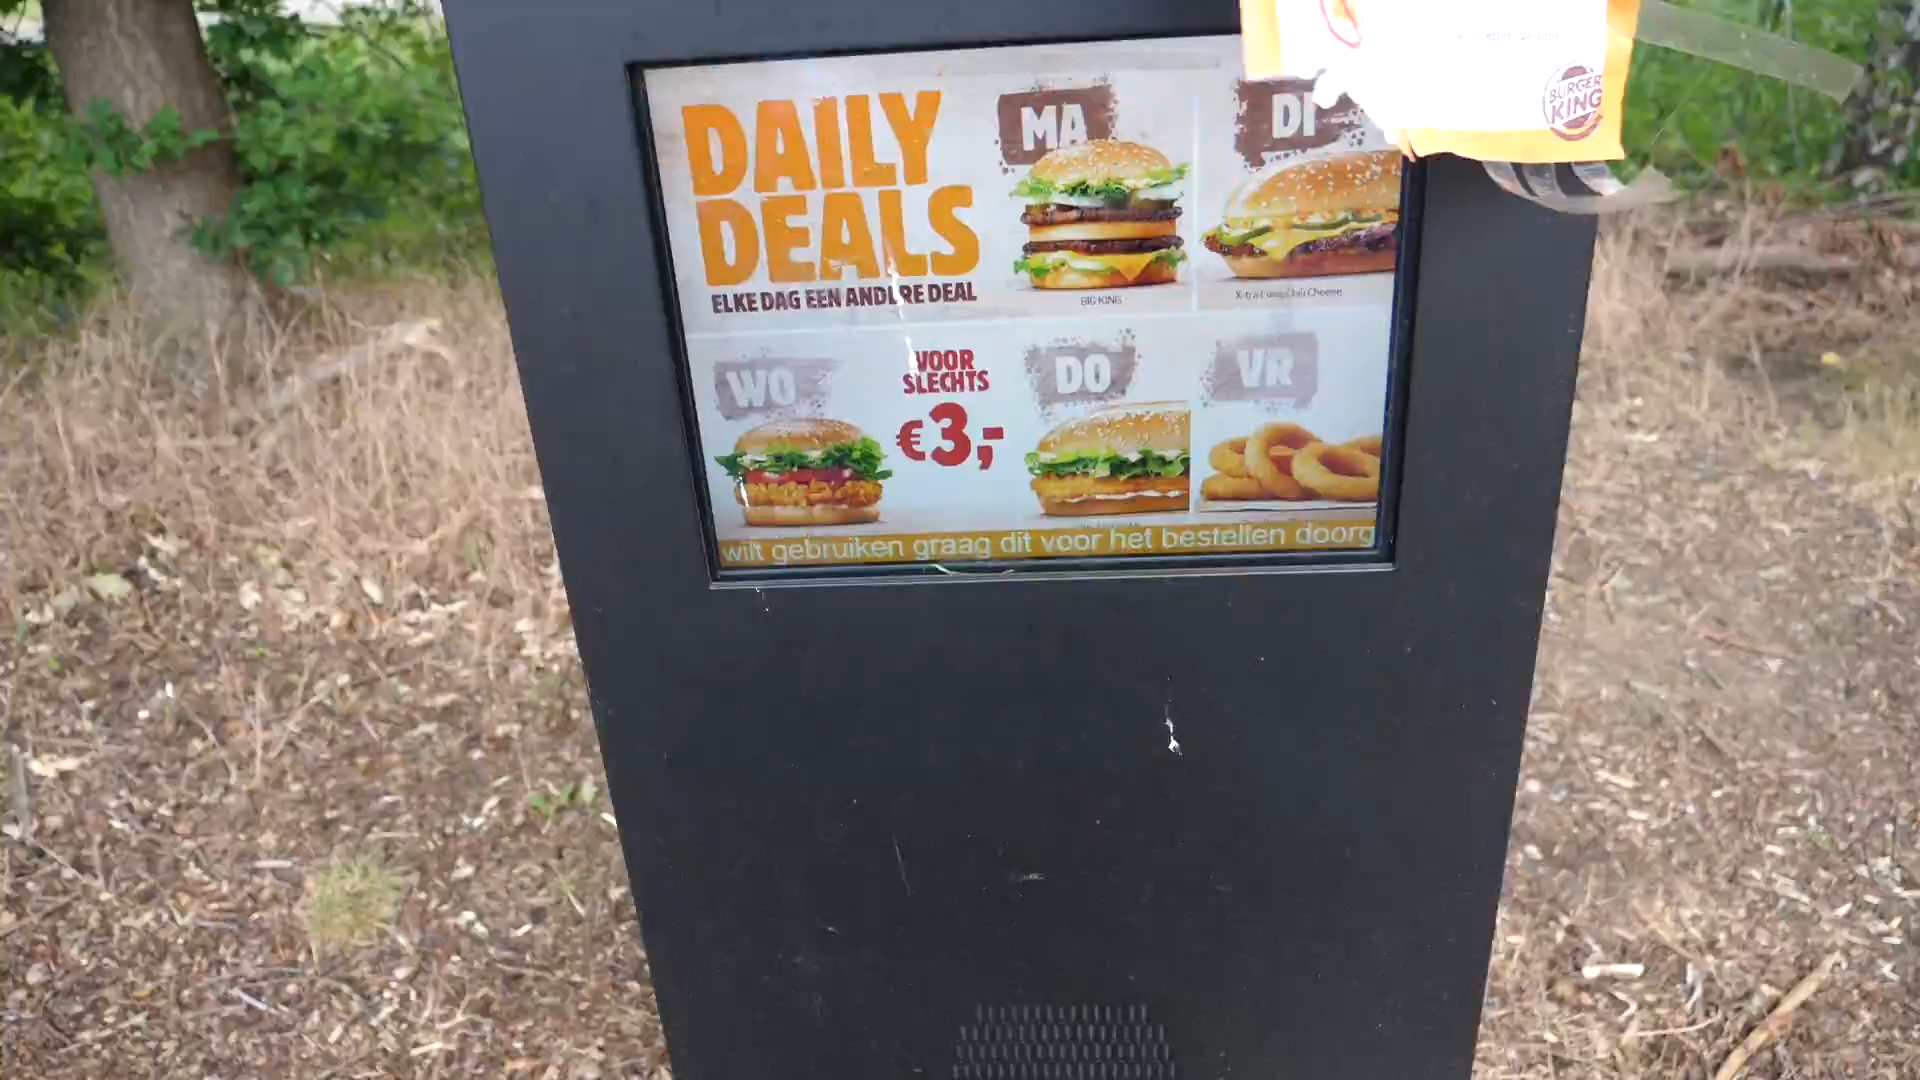 BURGER
KING
DAILY
DEALS
ELKE DAG EEN ANDERE DEAL
MA
BIG KING
DI
Cheese
WO
VOOR
SLECHTS
€3,-
DO
VR
wilt gebruiken graag dit voor het bestellen doorg